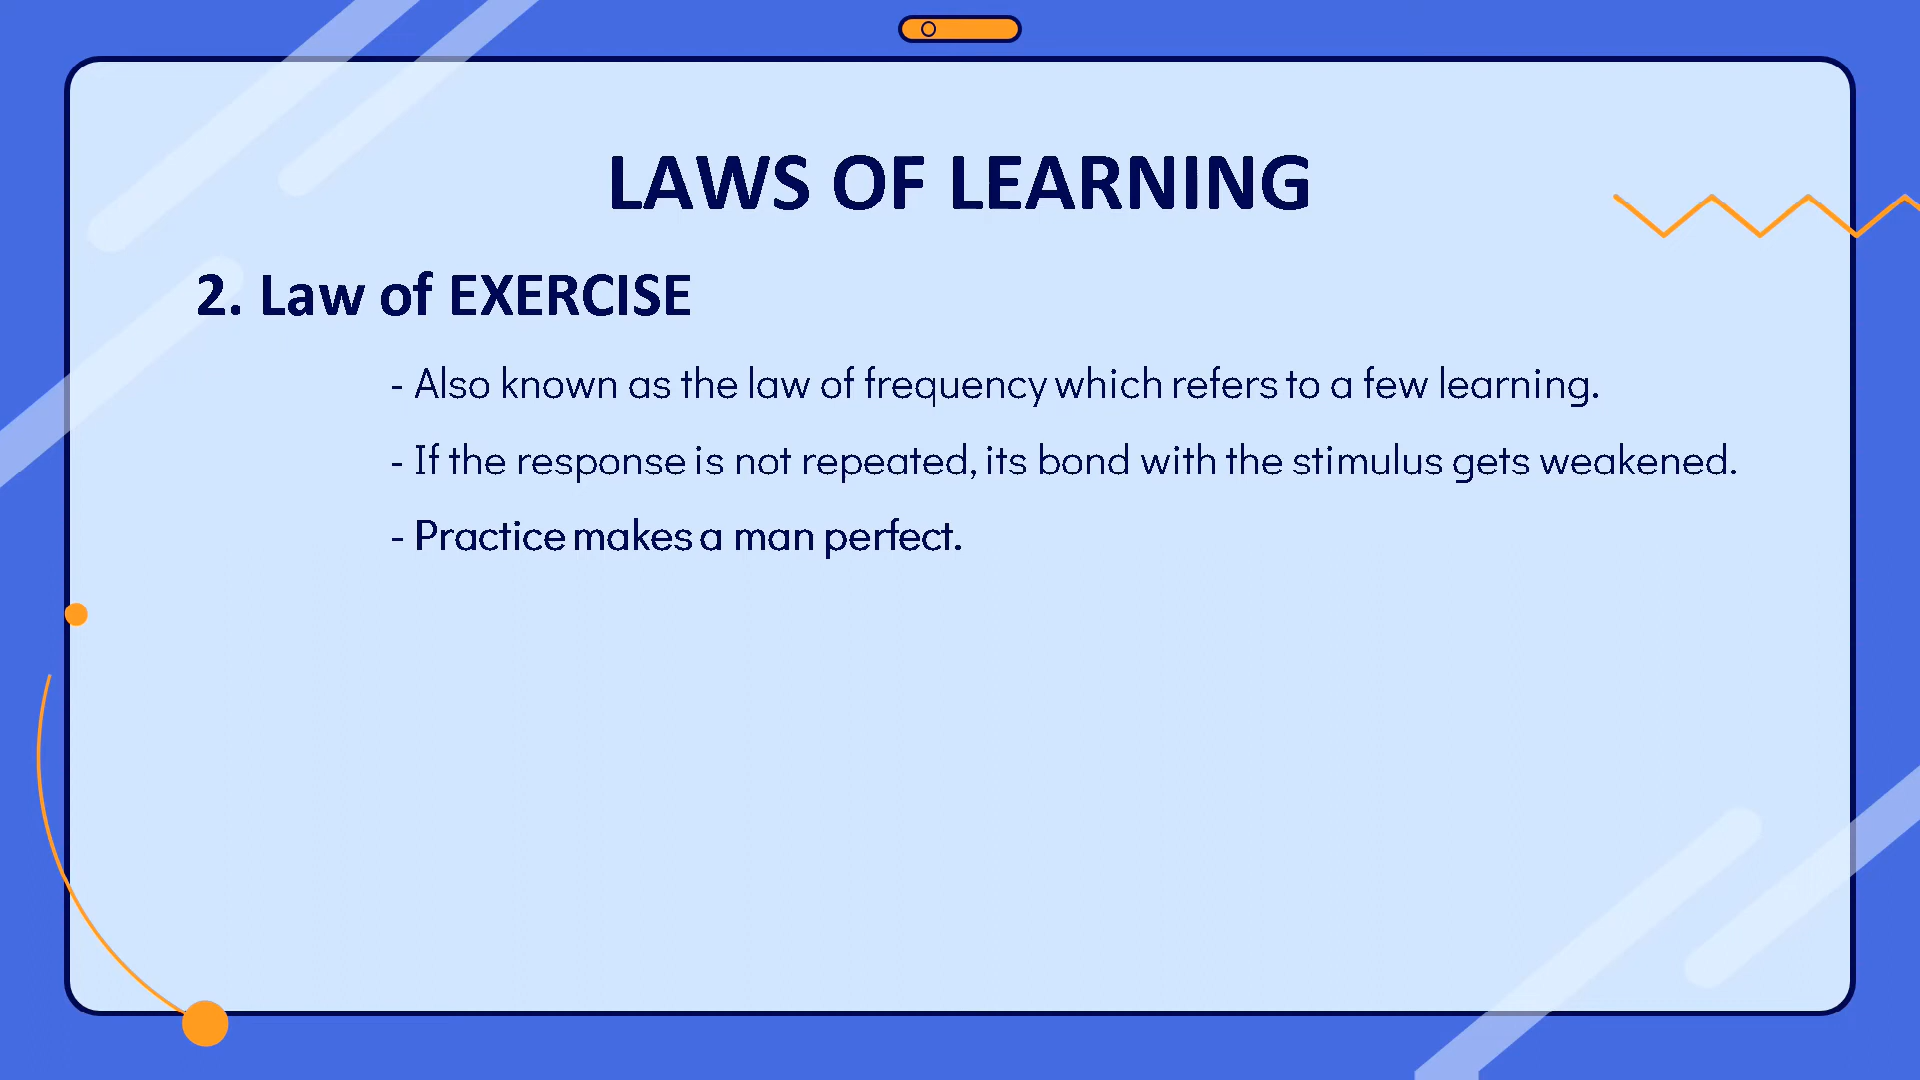 LAWS OF LEARNING
2. Law of EXERCISE
- Also known as the law of frequency which refers to a few learning.
- If the response is not repeated, its bond with the stimulus gets weakened.
- Practice makes a man perfect.